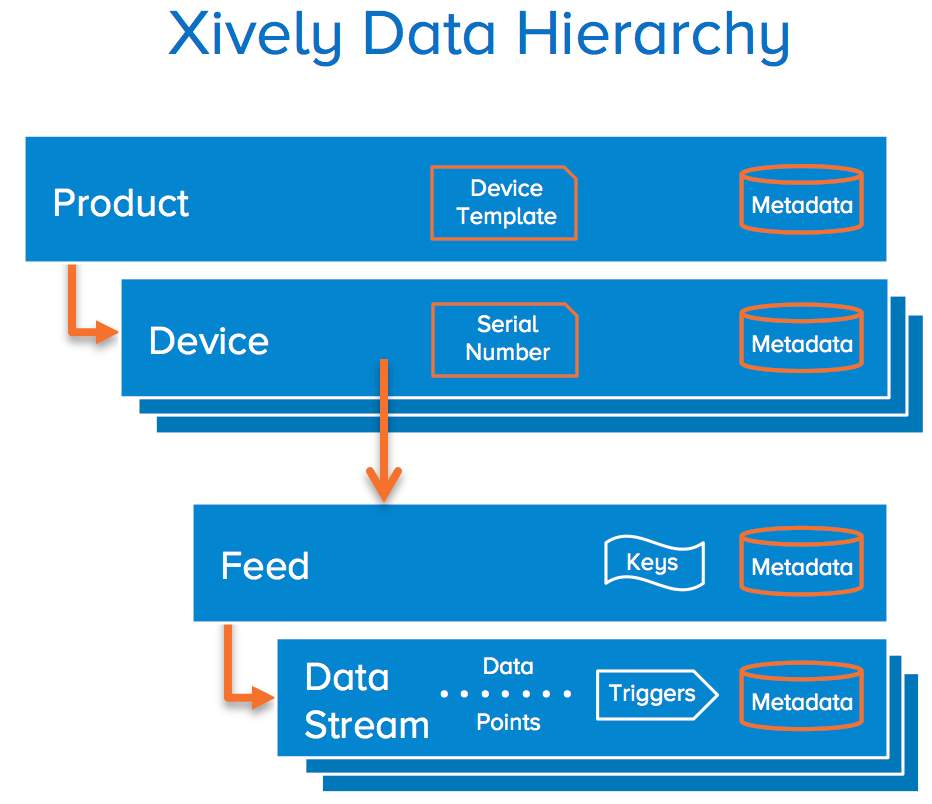 Xively Data Hierarchy
Product
Device
Template
Metadata
Device
Serial
Number
Metadata
Feed
Keys
Metadata
Data
Stream
Data
Points
Triggers
Metadata